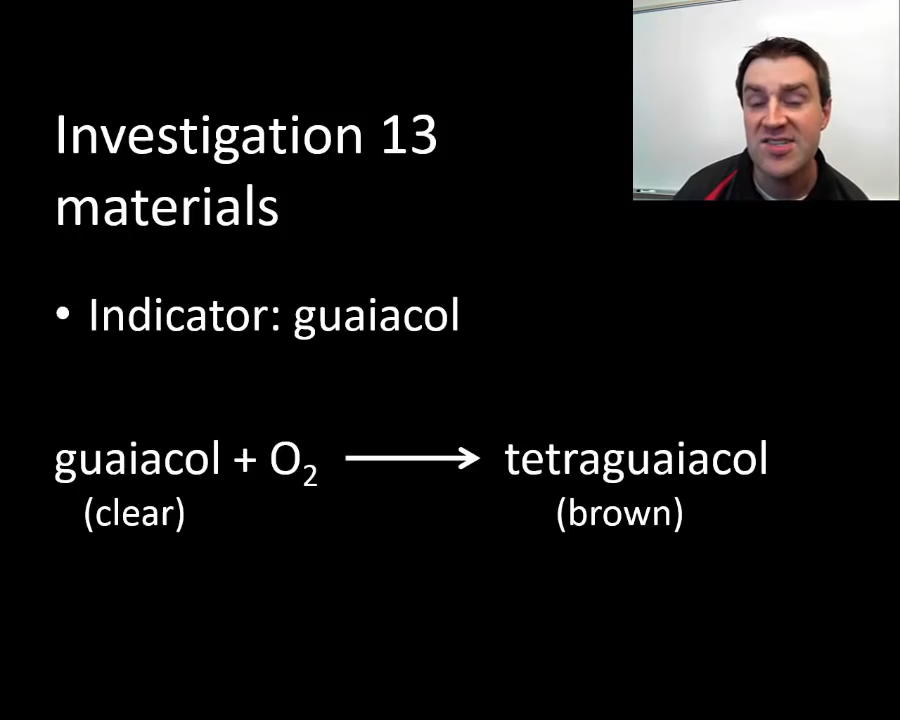 Investigation 13
materials
• Indicator: guaiacol
guaiacol + O₂ ⟶ tetraguaiacol
(clear) (brown)